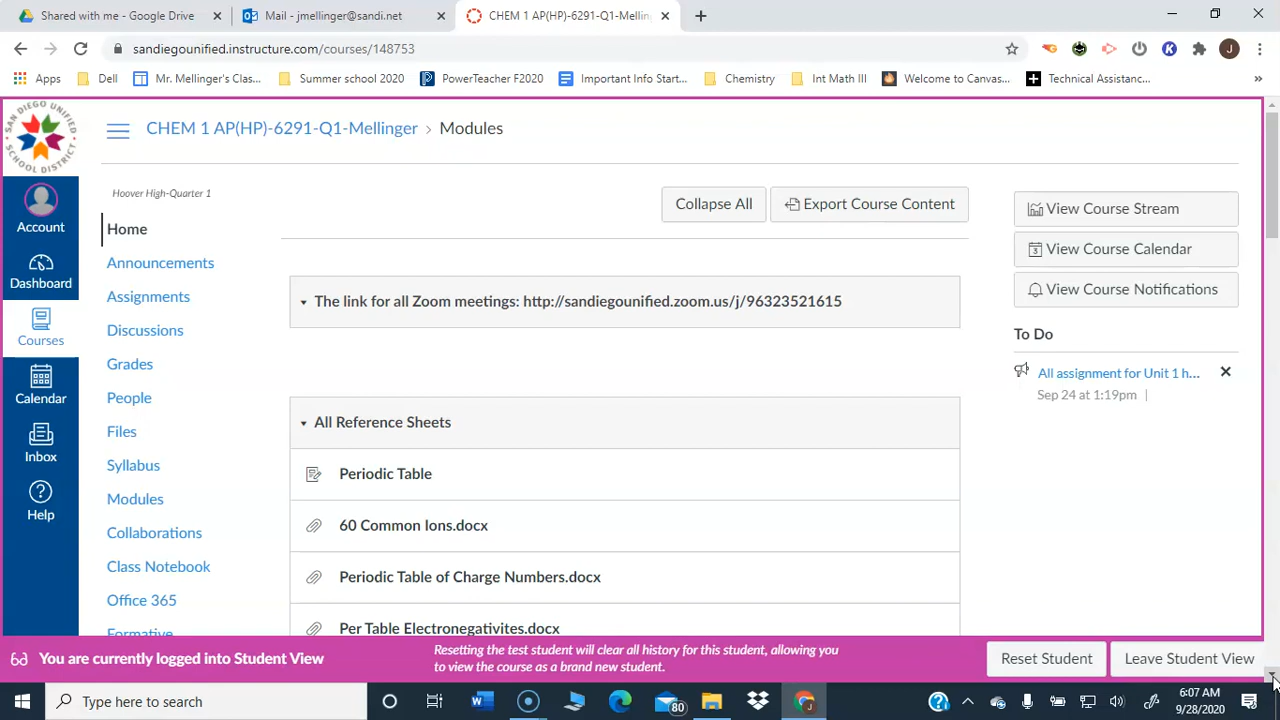 Shared with me - Google Drive
Mail - jmellinger@sandi.net
CHEM 1 AP(HP)-6291-Q1-Melling
sandiegounified.instructure.com/courses/148753
K
J
Apps
Dell
Mr. Mellinger's Clas...
Summer school 2020
PowerTeacher F2020
Important Info Start...
Chemistry
Int Math III
Welcome to Canvas...
Technical Assistanc...
»
SAN DIEGO UNIFIED SCHOOL DISTRICT
CHEM 1 AP(HP)-6291-Q1-Mellinger › Modules
Hoover High-Quarter 1
Collapse All
Export Course Content
View Course Stream
View Course Calendar
View Course Notifications
Account
Dashboard
Courses
Calendar
Inbox
Help
Home
Announcements
Assignments
Discussions
Grades
People
Files
Syllabus
Modules
Collaborations
Class Notebook
Office 365
Formative
The link for all Zoom meetings: http://sandiegounified.zoom.us/j/96323521615
All Reference Sheets
Periodic Table
60 Common Ions.docx
Periodic Table of Charge Numbers.docx
Per Table Electronegativites.docx
To Do
All assignment for Unit 1 h...
Sep 24 at 1:19pm
You are currently logged into Student View
Resetting the test student will clear all history for this student, allowing you
to view the course as a brand new student.
Reset Student
Leave Student View
Type here to search
80
6:07 AM
9/28/2020